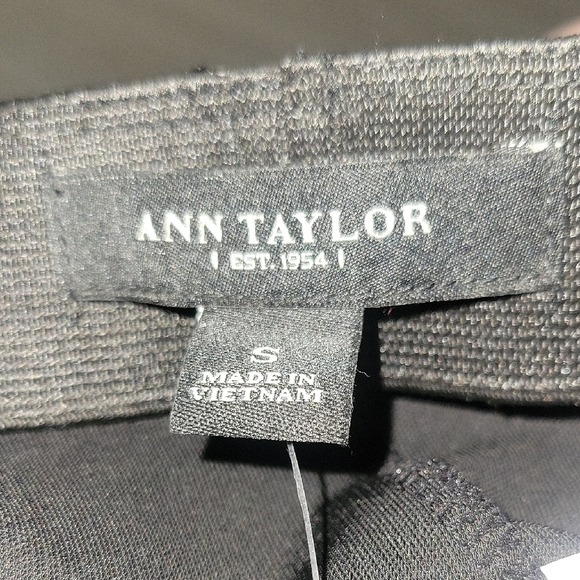 ANN TAYLOR
| EST. 1954 |
S
MADE IN
VIETNAM